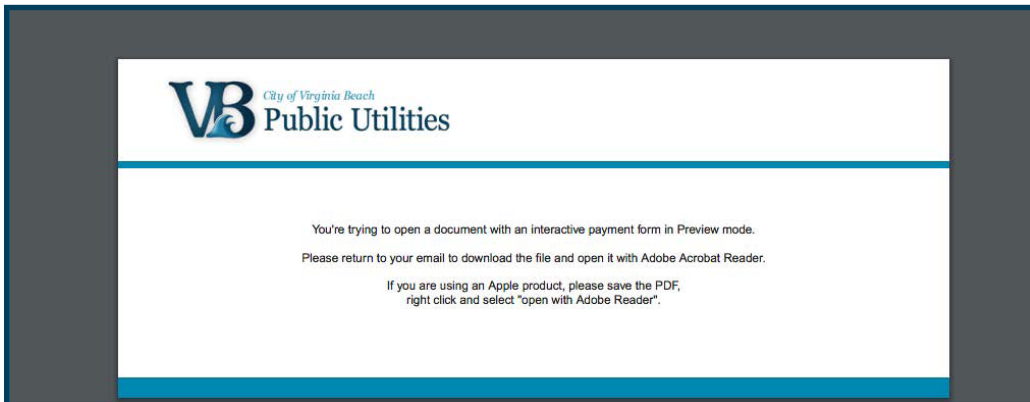 VB
City of Virginia Beach
Public Utilities
You're trying to open a document with an interactive payment form in Preview mode.
Please return to your email to download the file and open it with Adobe Acrobat Reader.
If you are using an Apple product, please save the PDF,
right click and select "open with Adobe Reader".